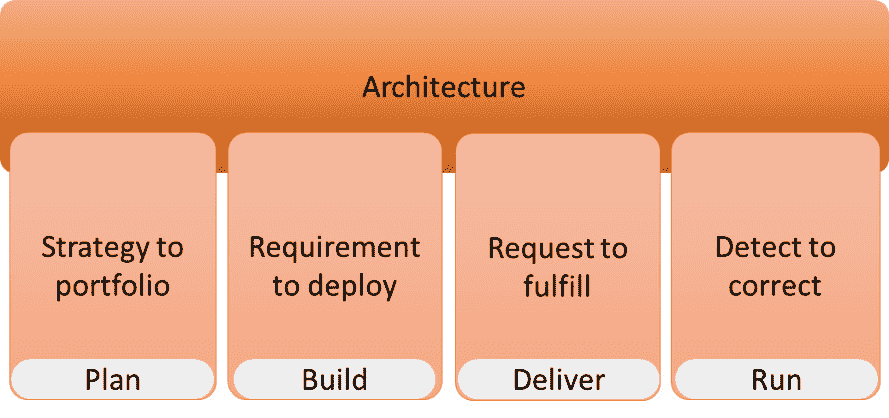 Architecture
Strategy to
portfolio
Plan
Requirement
to deploy
Build
Request to
fulfill
Deliver
Detect to
correct
Run